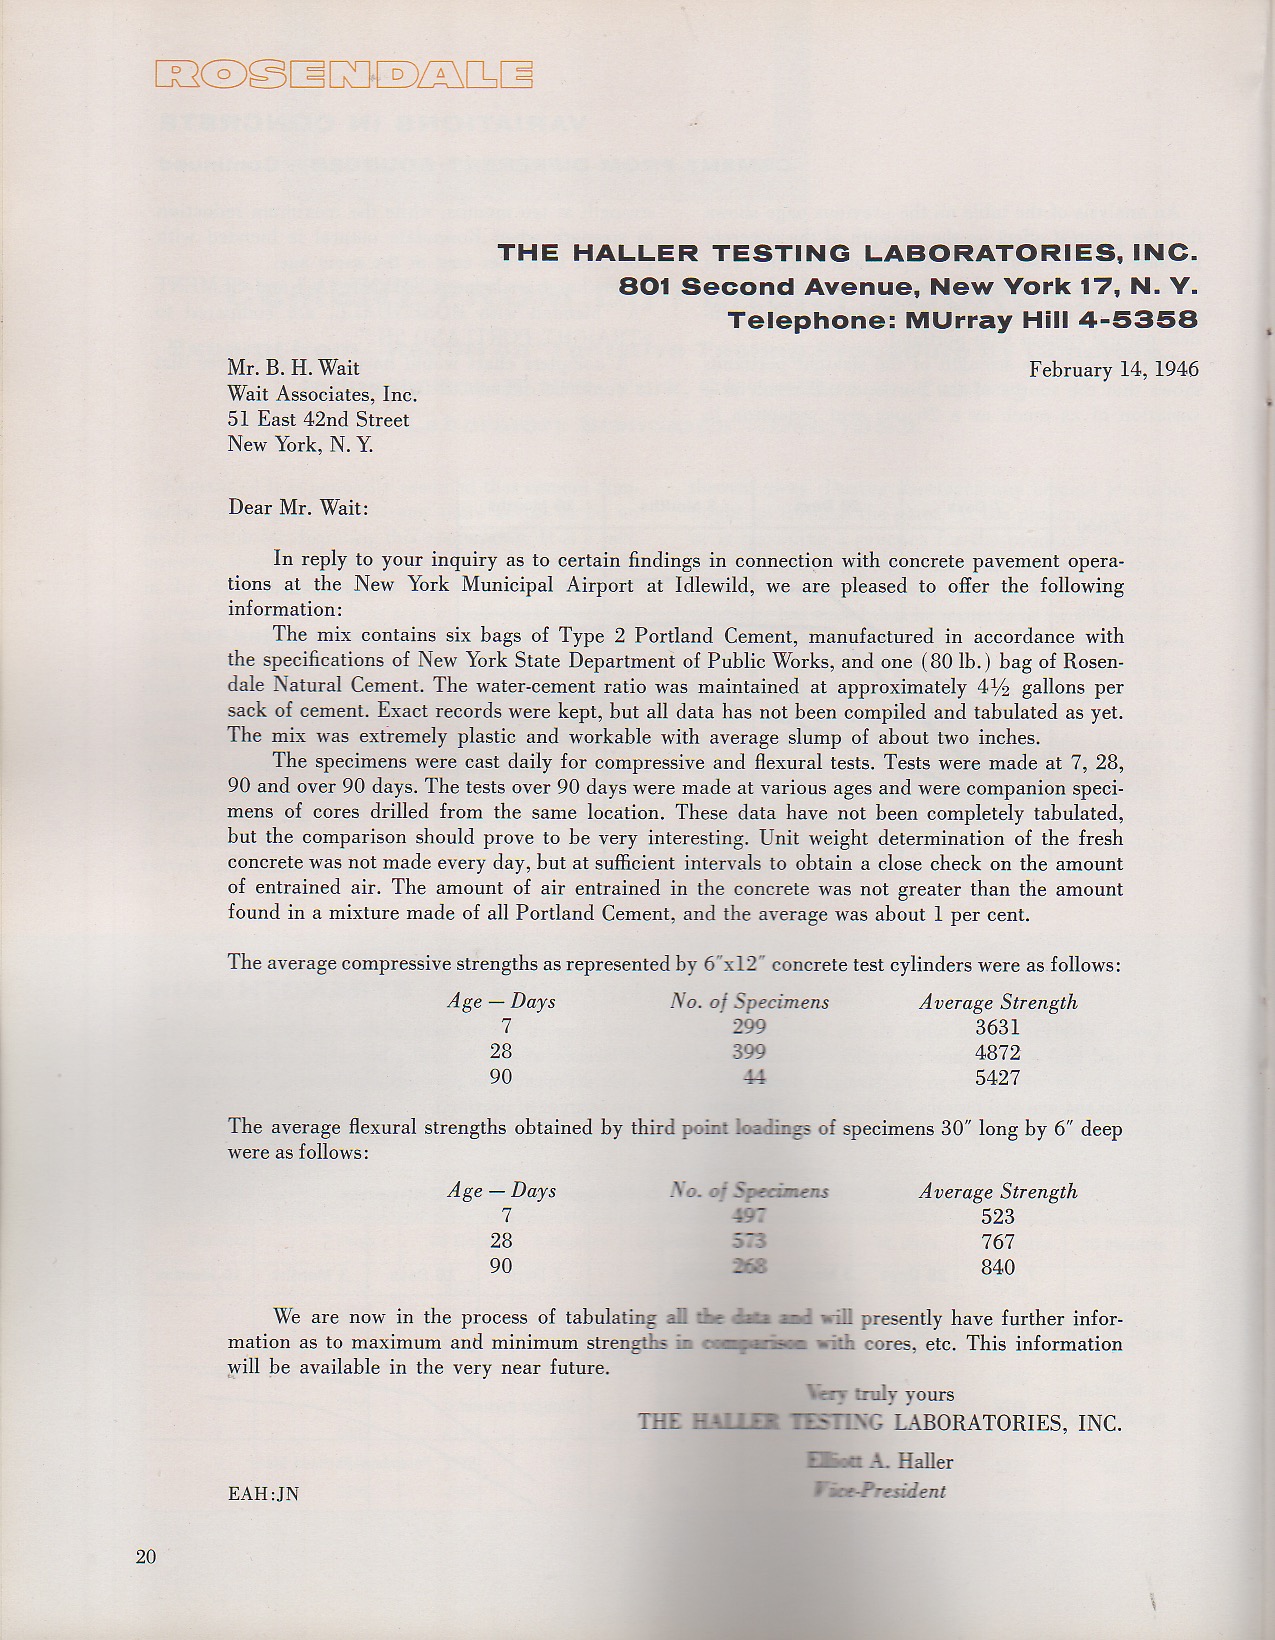 ROSENDALE
THE HALLER TESTING LABORATORIES, INC.
801 Second Avenue, New York 17, N. Y.
Telephone: MUrray Hill 4-5358
Mr. B. H. Wait
February 14, 1946
Wait Associates, Inc.
51 East 42nd Street
New York, N. Y.
Dear Mr. Wait:
In reply to your inquiry as to certain findings in connection with concrete pavement opera-
tions at the New York Municipal Airport at Idlewild, we are pleased to offer the following
information:
The mix contains six bags of Type 2 Portland Cement, manufactured in accordance with
the specifications of New York State Department of Public Works, and one (80 lb.) bag of Rosen-
dale Natural Cement. The water-cement ratio was maintained at approximately 4½ gallons per
sack of cement. Exact records were kept, but all data has not been compiled and tabulated as yet.
The mix was extremely plastic and workable with average slump of about two inches.
The specimens were cast daily for compressive and flexural tests. Tests were made at 7, 28,
90 and over 90 days. The tests over 90 days were made at various ages and were companion speci-
mens of cores drilled from the same location. These data have not been completely tabulated,
but the comparison should prove to be very interesting. Unit weight determination of the fresh
concrete was not made every day, but at sufficient intervals to obtain a close check on the amount
of entrained air. The amount of air entrained in the concrete was not greater than the amount
found in a mixture made of all Portland Cement, and the average was about 1 per cent.
The average compressive strengths as represented by 6″x12″ concrete test cylinders were as follows:
Age — Days No. of Specimens Average Strength
7 299 3631
28 399 4872
90 44 5427
The average flexural strengths obtained by third point loadings of specimens 30″ long by 6″ deep
were as follows:
Age — Days No. of Specimens Average Strength
7 497 523
28 573 767
90 268 840
We are now in the process of tabulating all the data and will presently have further infor-
mation as to maximum and minimum strengths in comparison with cores, etc. This information
will be available in the very near future.
Very truly yours
THE HALLER TESTING LABORATORIES, INC.
Elliott A. Haller
Vice-President
EAH:JN
20